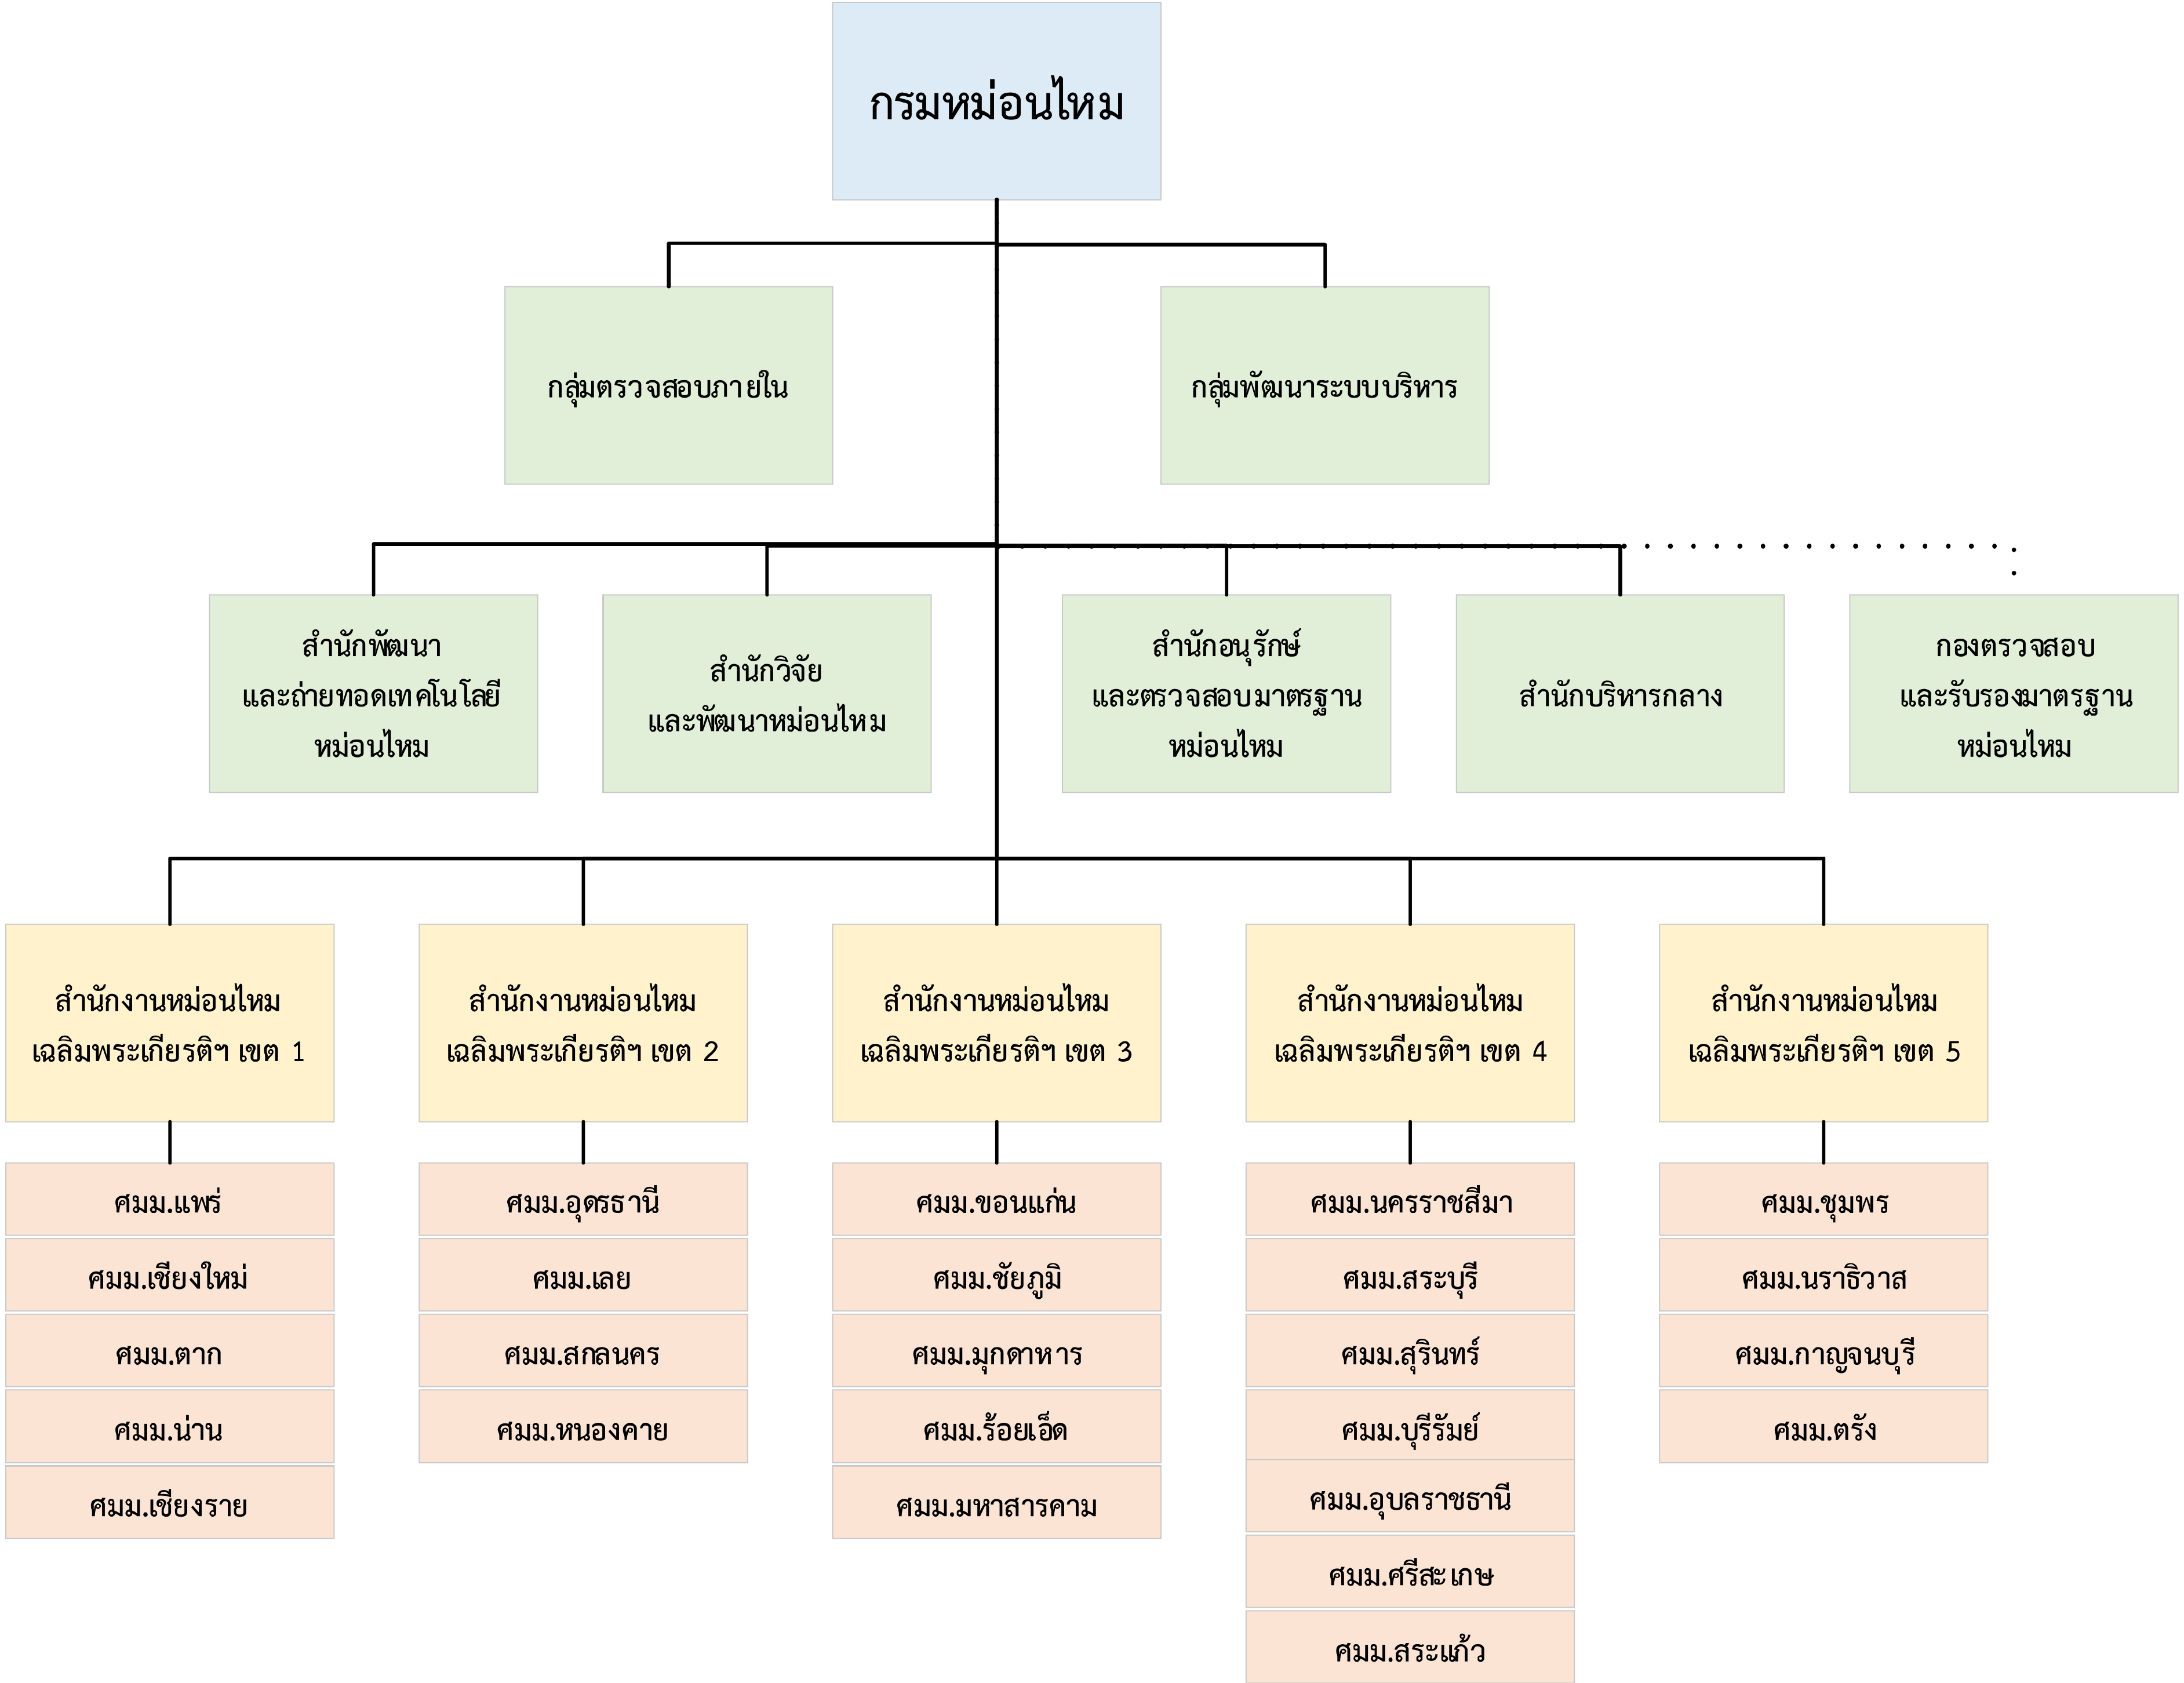 กรมหม่อนไหม
กลุ่มตรวจสอบภายใน
กลุ่มพัฒนาระบบบริหาร
สำนักพัฒนา
และถ่ายทอดเทคโนโลยี
หม่อนไหม
สำนักวิจัย
และพัฒนาหม่อนไหม
สำนักอนุรักษ์
และตรวจสอบมาตรฐาน
หม่อนไหม
สำนักบริหารกลาง
กองตรวจสอบ
และรับรองมาตรฐาน
หม่อนไหม
สำนักงานหม่อนไหม
เฉลิมพระเกียรติฯ เขต 1
สำนักงานหม่อนไหม
เฉลิมพระเกียรติฯ เขต 2
สำนักงานหม่อนไหม
เฉลิมพระเกียรติฯ เขต 3
สำนักงานหม่อนไหม
เฉลิมพระเกียรติฯ เขต 4
สำนักงานหม่อนไหม
เฉลิมพระเกียรติฯ เขต 5
ศมม.แพร่
ศมม.เชียงใหม่
ศมม.ตาก
ศมม.น่าน
ศมม.เชียงราย
ศมม.อุดรธานี
ศมม.เลย
ศมม.สกลนคร
ศมม.หนองคาย
ศมม.ขอนแก่น
ศมม.ชัยภูมิ
ศมม.มุกดาหาร
ศมม.ร้อยเอ็ด
ศมม.มหาสารคาม
ศมม.นครราชสีมา
ศมม.สระบุรี
ศมม.สุรินทร์
ศมม.บุรีรัมย์
ศมม.อุบลราชธานี
ศมม.ศรีสะเกษ
ศมม.สระแก้ว
ศมม.ชุมพร
ศมม.นราธิวาส
ศมม.กาญจนบุรี
ศมม.ตรัง